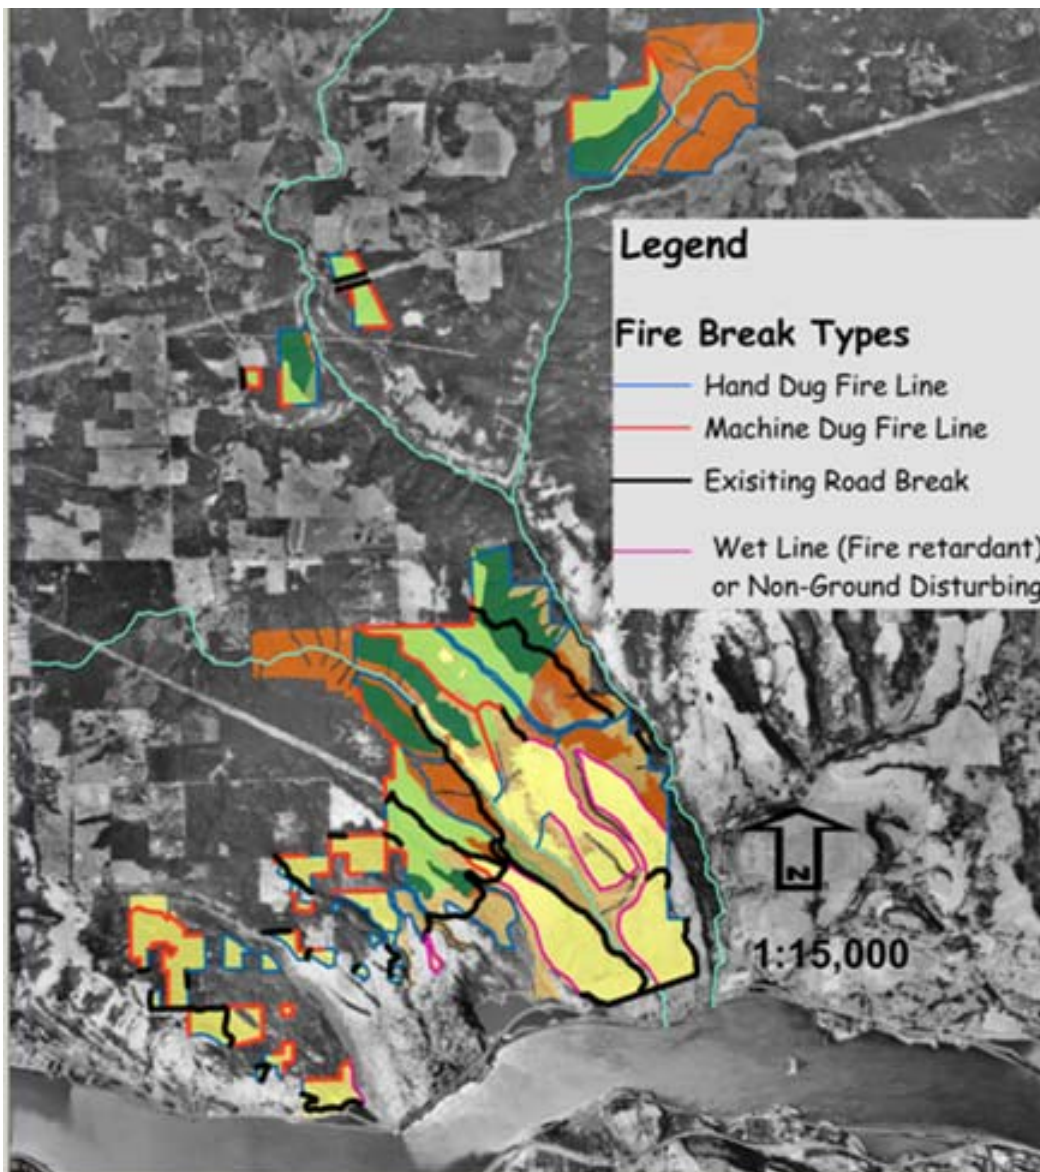 Legend
Fire Break Types
Hand Dug Fire Line
Machine Dug Fire Line
Exisiting Road Break
Wet Line (Fire retardant)
or Non-Ground Disturbing
N
1:15,000